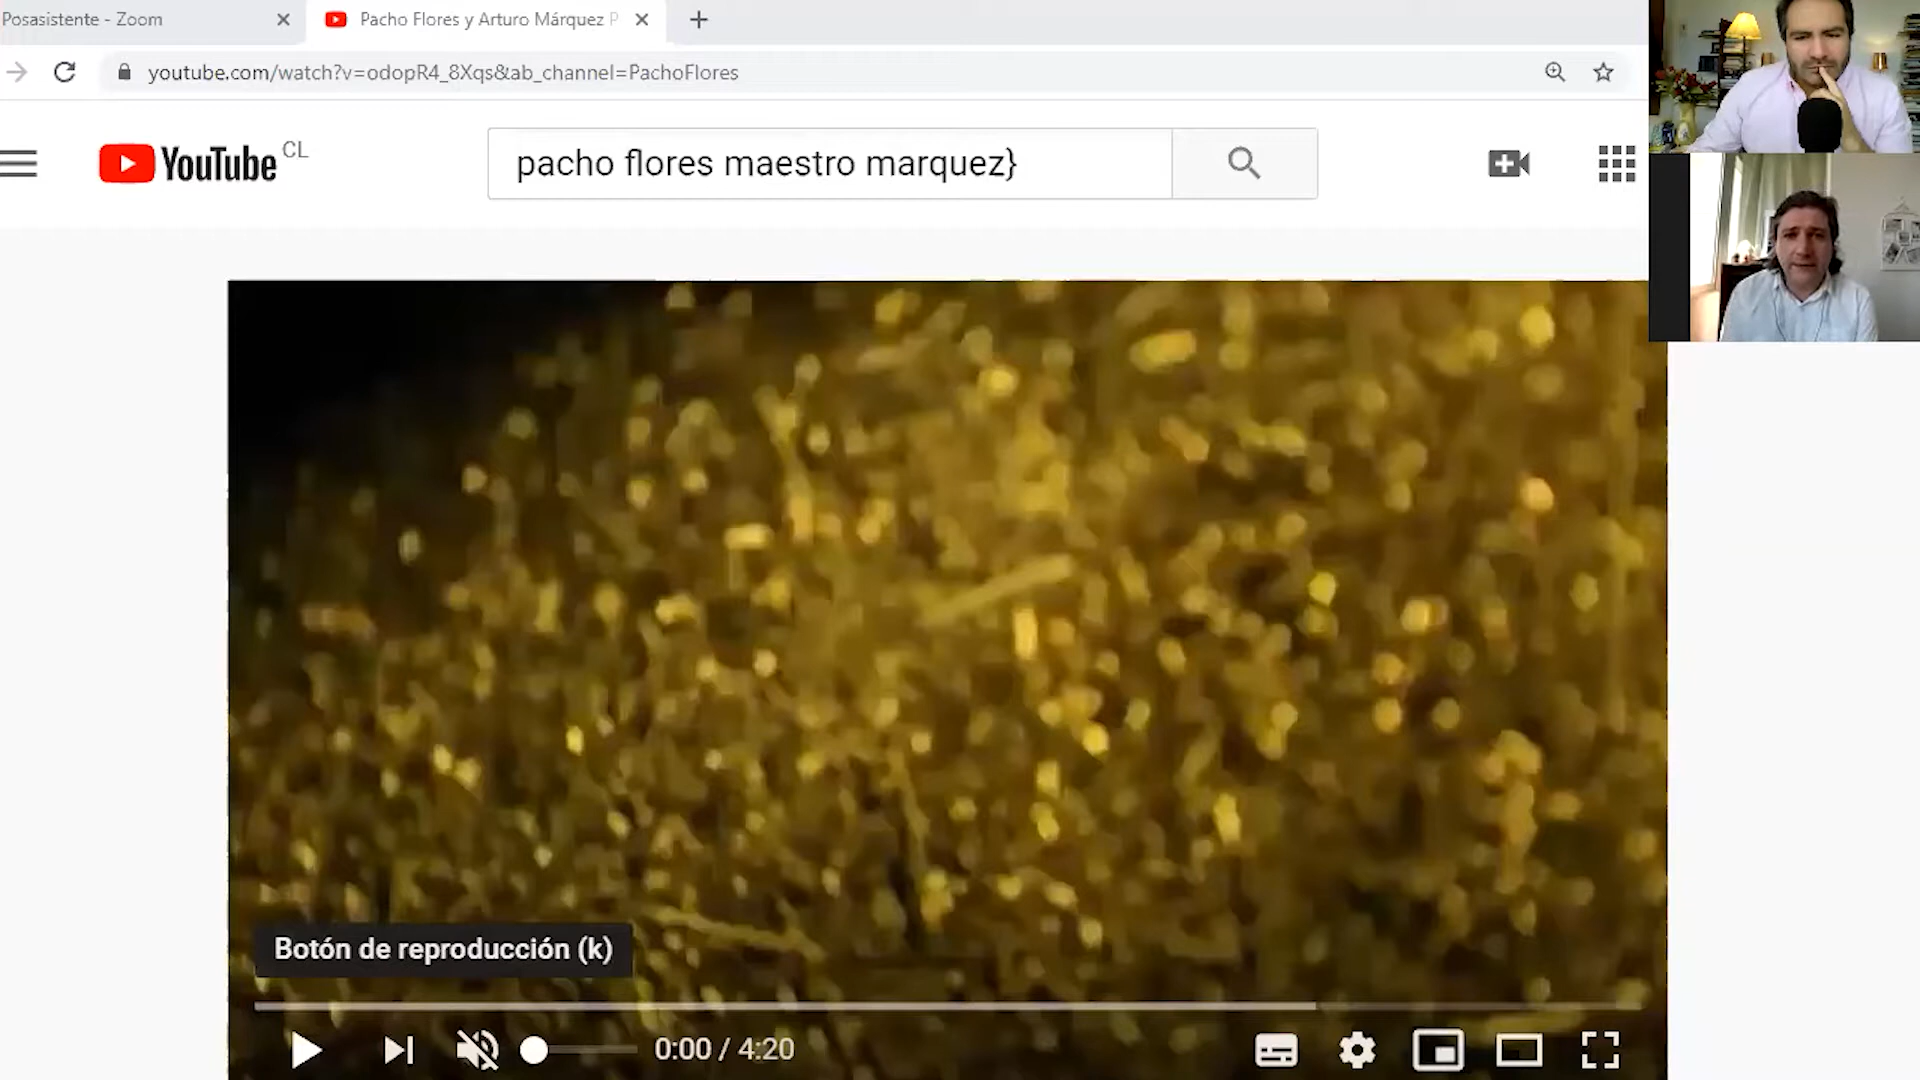 Posasistente - Zoom
Pacho Flores y Arturo Márquez P
youtube.com/watch?v=odopR4_8Xqs&ab_channel=PachoFlores
YouTube CL
pacho flores maestro marquez}
Botón de reproducción (k)
0:00 / 4:20